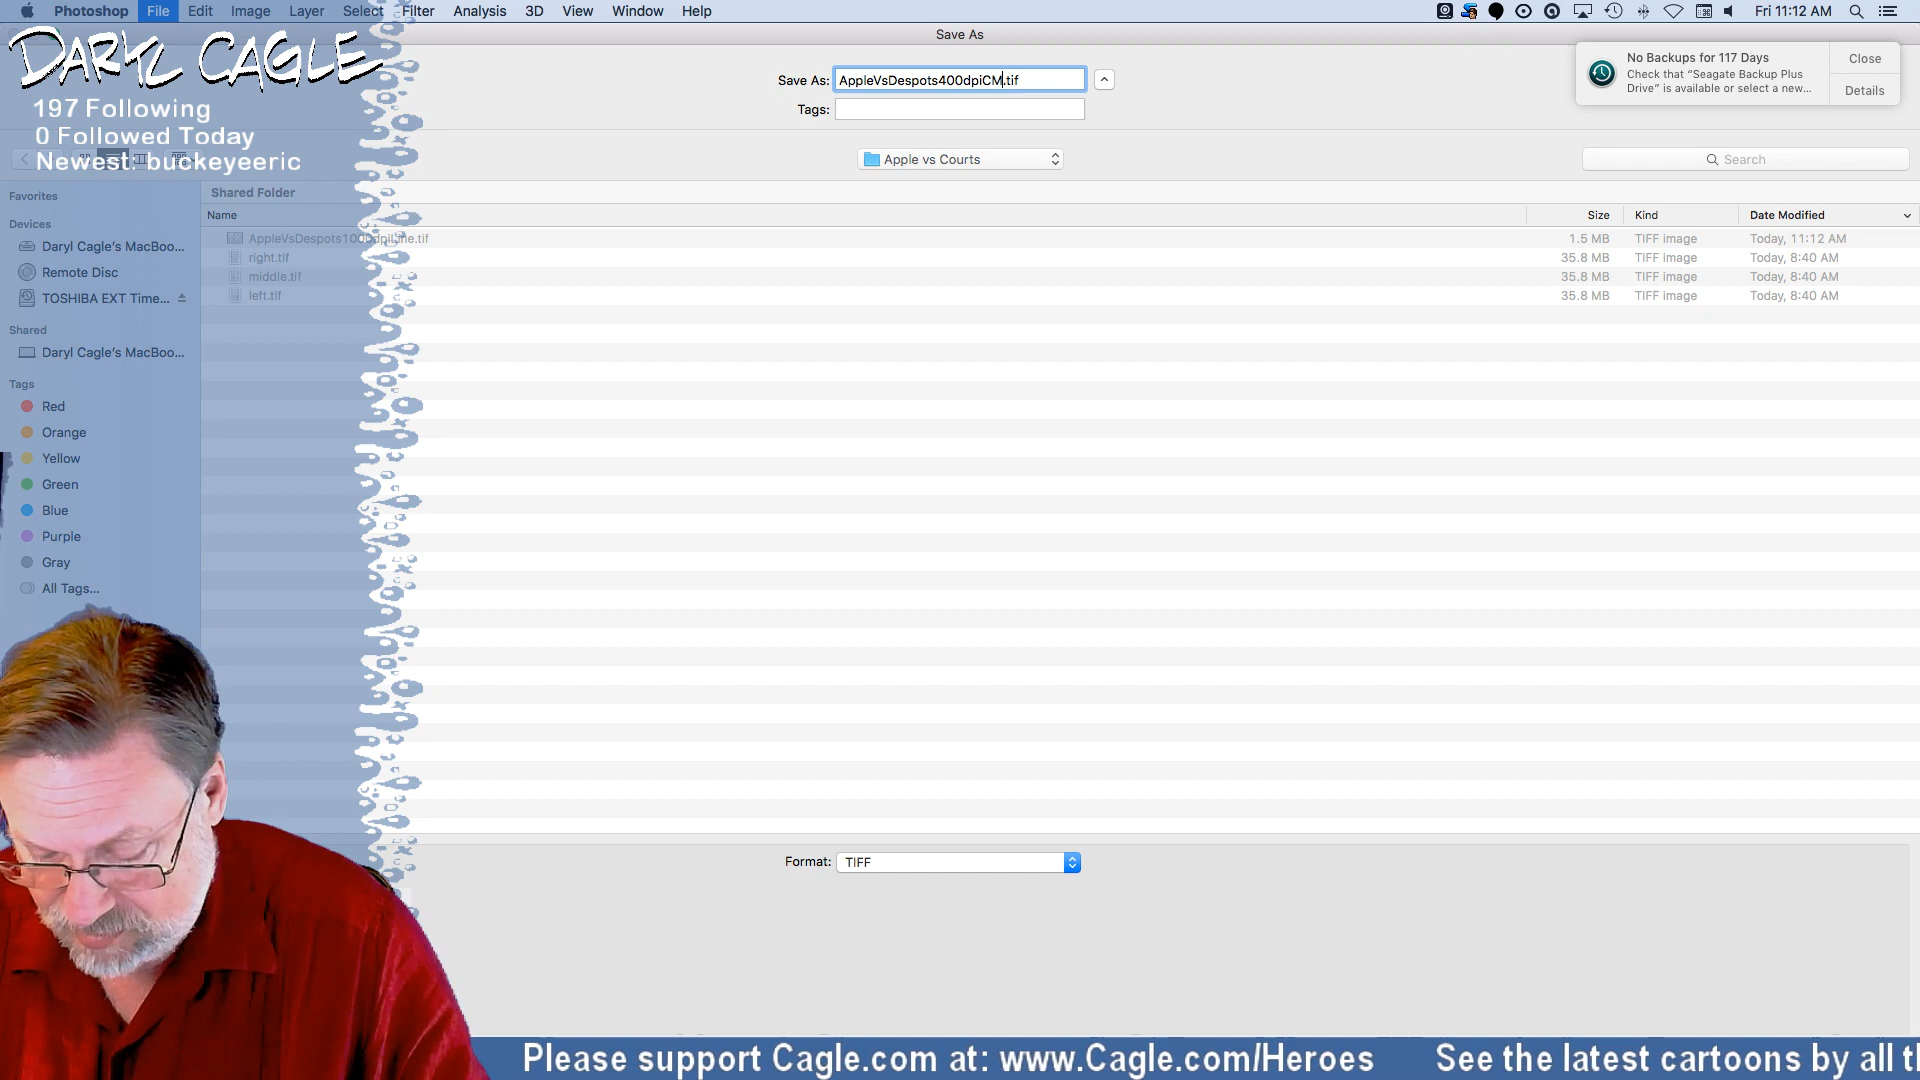 Photoshop File Edit Image Layer Select Filter Analysis 3D View Window Help Fri 11:12 AM
Save As
DARYL CAGLE
197 Following
0 Followed Today
Newest: buckeyeeric
Save As: AppleVsDespots400dpiCM.tif
Tags:
No Backups for 117 Days
Check that “Seagate Backup Plus
Drive” is available or select a new...
Close
Details
Apple vs Courts
Search
Favorites
Devices
Daryl Cagle’s MacBoo...
Remote Disc
TOSHIBA EXT Time...
Shared
Daryl Cagle’s MacBoo...
Tags
Red
Orange
Yellow
Green
Blue
Purple
Gray
All Tags...
Shared Folder
Name Size Kind Date Modified
AppleVsDespots1000dpiLine.tif 1.5 MB TIFF image Today, 11:12 AM
right.tif 35.8 MB TIFF image Today, 8:40 AM
middle.tif 35.8 MB TIFF image Today, 8:40 AM
left.tif 35.8 MB TIFF image Today, 8:40 AM
Format: TIFF
Please support Cagle.com at: www.Cagle.com/Heroes See the latest cartoons by all